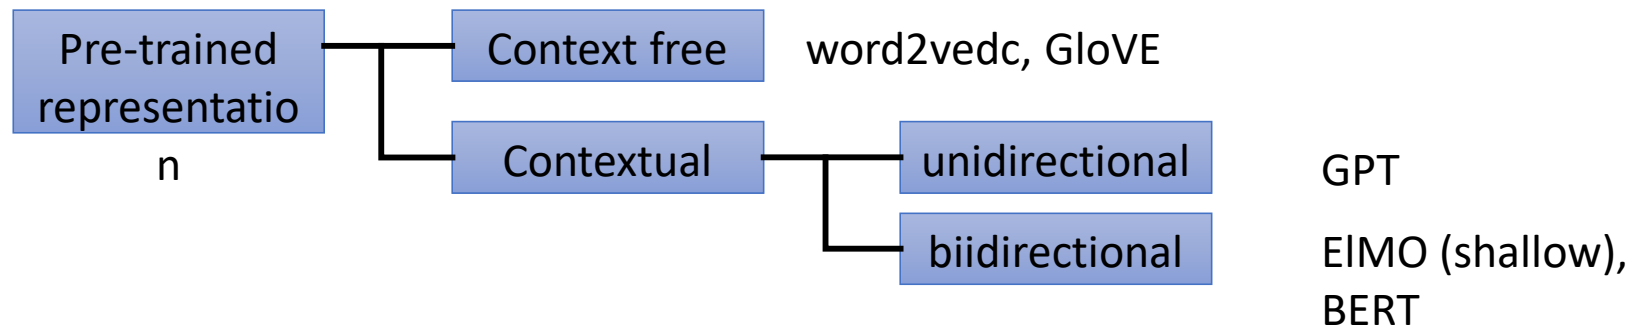 Pre-trained
representatio
n
Context free
word2vedc, GloVE
Contextual
unidirectional
GPT
biidirectional
ElMO (shallow),
BERT